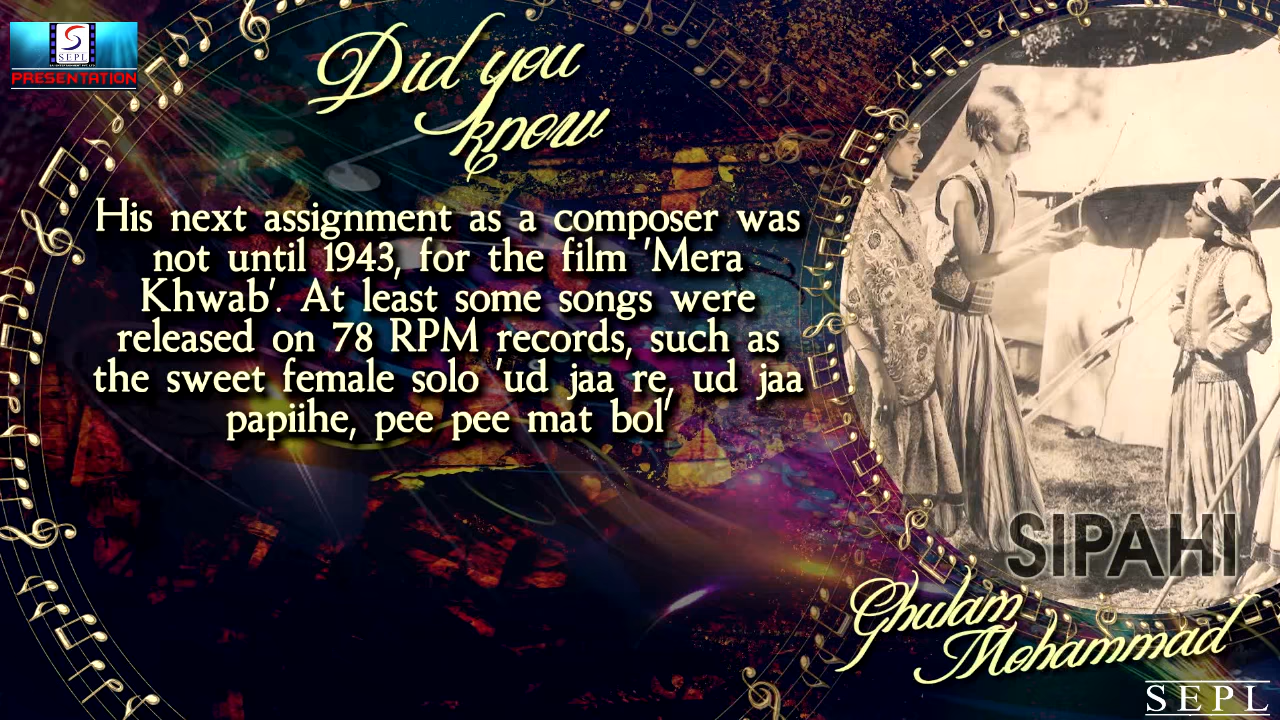 SEPL
PRESENTATION
Did you
know
His next assignment as a composer was
not until 1943, for the film 'Mera
Khwab'. At least some songs were
released on 78 RPM records, such as
the sweet female solo 'ud jaa re, ud jaa
papiihe, pee pee mat bol'
SIPAHI
Ghulam
Mohammad
SEPL